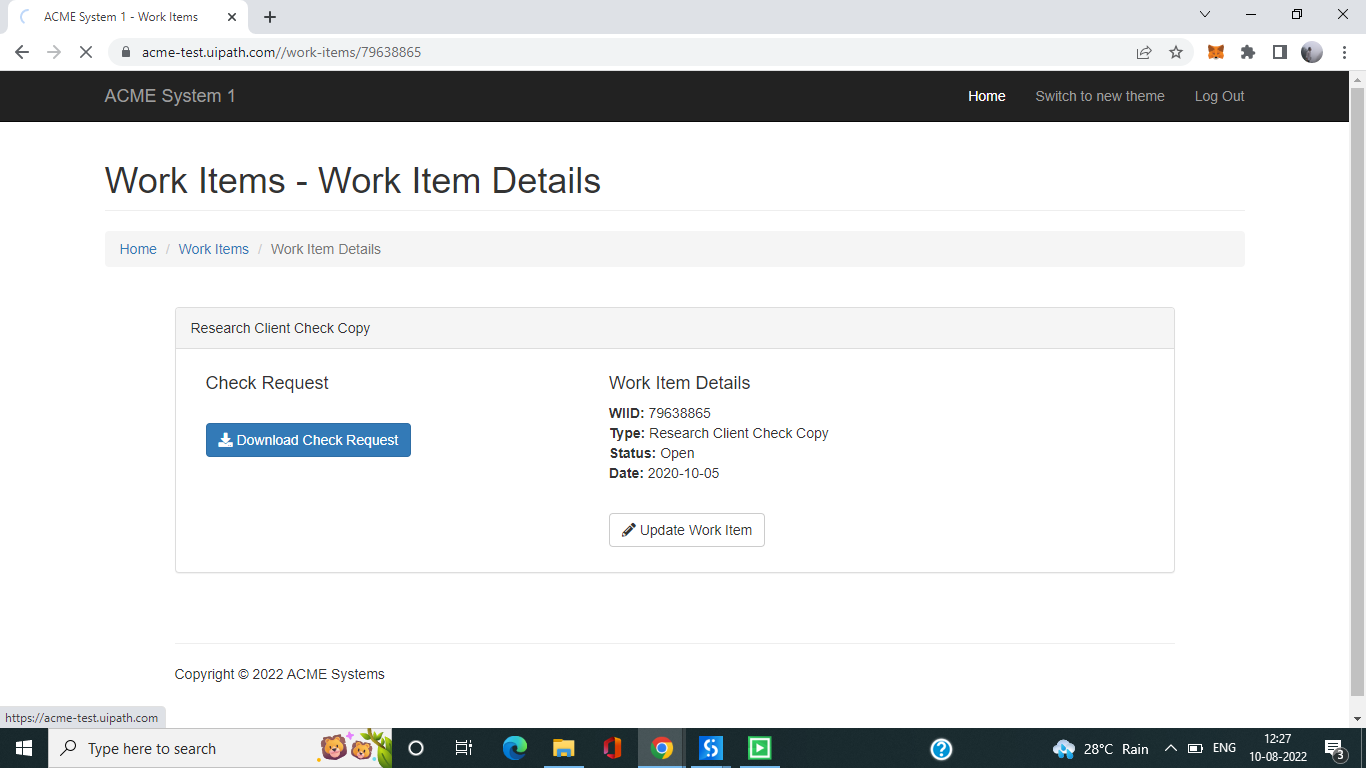 ACME System 1 - Work Items
acme-test.uipath.com//work-items/79638865
ACME System 1
Home
Switch to new theme
Log Out
Work Items - Work Item Details
Home / Work Items / Work Item Details
Research Client Check Copy
Check Request
Download Check Request
Work Item Details
WIID: 79638865
Type: Research Client Check Copy
Status: Open
Date: 2020-10-05
Update Work Item
Copyright © 2022 ACME Systems
https://acme-test.uipath.com
Type here to search
28°C Rain
ENG
12:27
10-08-2022
3